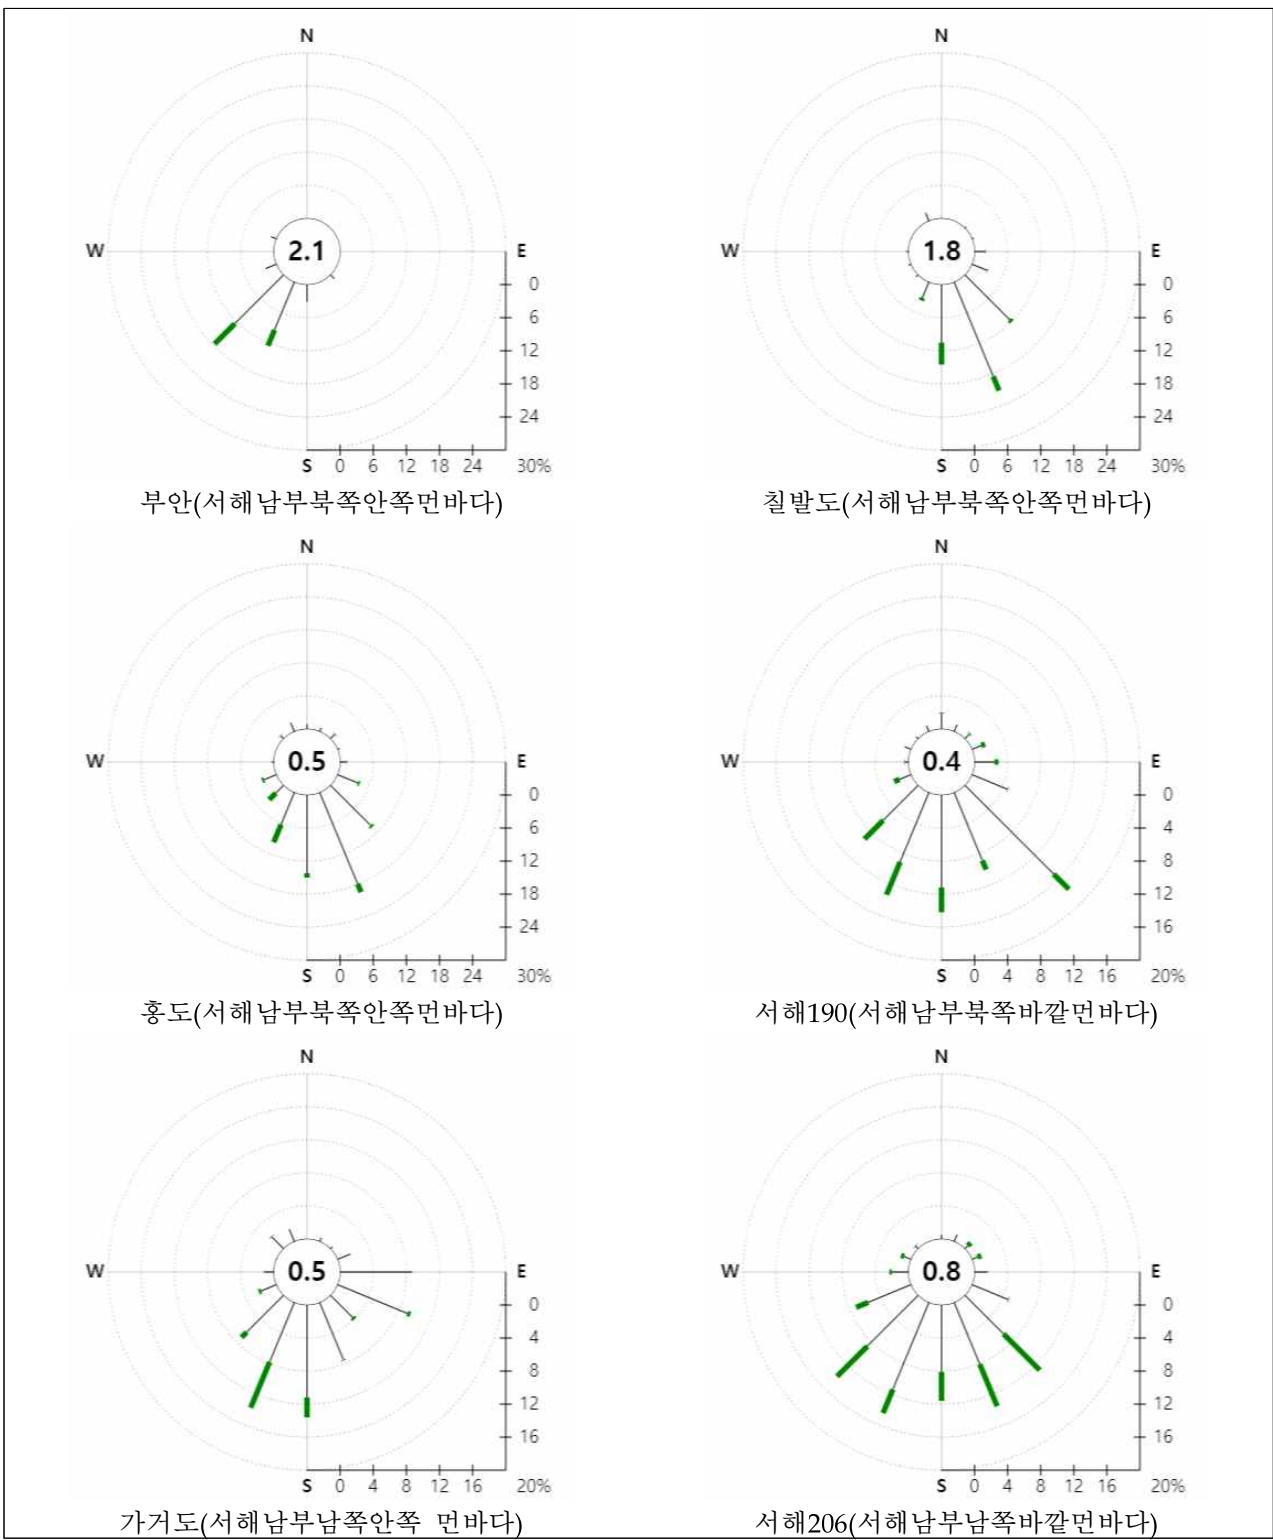 N
N
W
2.1
E
W
1.8
E
0
0
6
6
12
12
18
18
24
24
S 0 6 12 18 24 30%
S 0 6 12 18 24 30%
부안(서해남부북쪽안쪽먼바다)
칠발도(서해남부북쪽안쪽먼바다)
N
N
W
0.5
E
W
0.4
E
0
0
6
4
12
8
18
12
24
16
S 0 6 12 18 24 30%
S 0 4 8 12 16 20%
홍도(서해남부북쪽안쪽먼바다)
서해190(서해남부북쪽바깥먼바다)
N
N
W
0.5
E
W
0.8
E
0
0
4
4
8
8
12
12
16
16
S 0 4 8 12 16 20%
S 0 4 8 12 16 20%
가거도(서해남부남쪽안쪽 먼바다)
서해206(서해남부남쪽바깥먼바다)